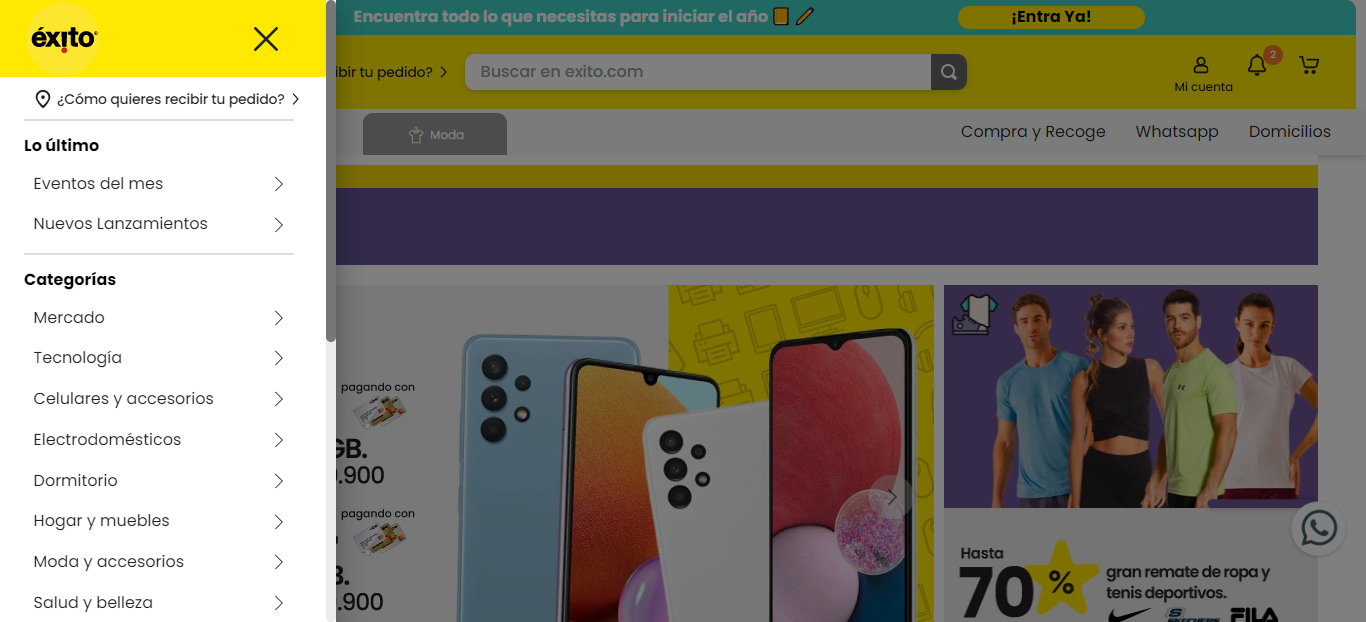 éxito
¿Cómo quieres recibir tu pedido?
Lo último
Eventos del mes
Nuevos Lanzamientos
Categorías
Mercado
Tecnología
Celulares y accesorios
Electrodomésticos
Dormitorio
Hogar y muebles
Moda y accesorios
Salud y belleza
Encuentra todo lo que necesitas para iniciar el año
¡Entra Ya!
ibir tu pedido?
Buscar en exito.com
Mi cuenta
2
Moda
Compra y Recoge
Whatsapp
Domicilios
pagando con
GB.
.900
pagando con
.900
Hasta
70%
gran remate de ropa y
tenis deportivos.
SKECHERS
FILA